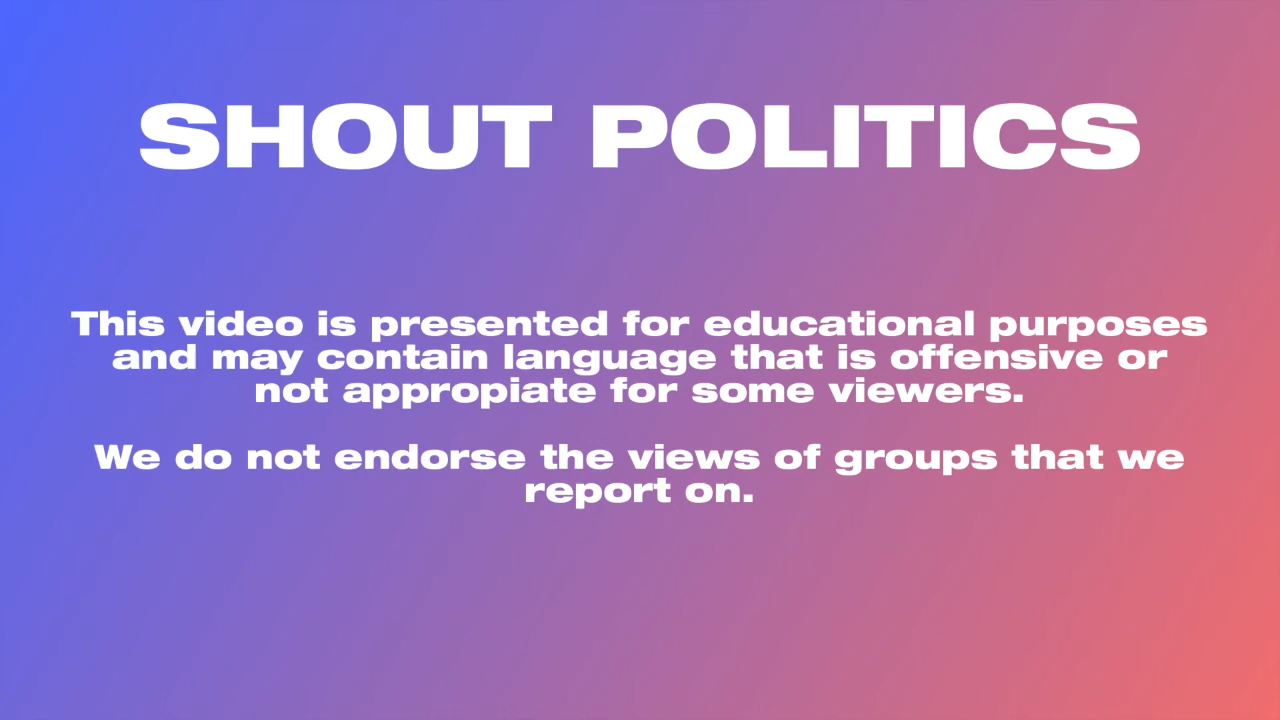 SHOUT POLITICS
This video is presented for educational purposes
and may contain language that is offensive or
not appropiate for some viewers.
We do not endorse the views of groups that we
report on.